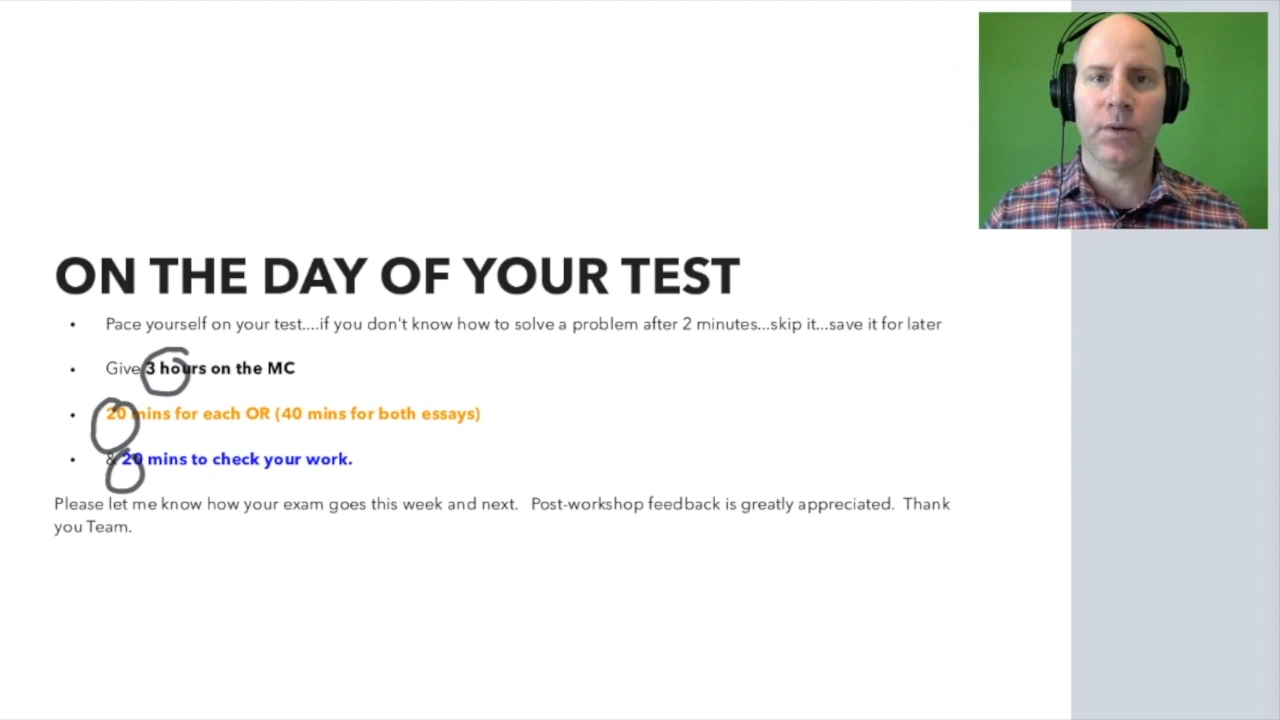 ON THE DAY OF YOUR TEST
• Pace yourself on your test....if you don't know how to solve a problem after 2 minutes...skip it...save it for later
• Give 3 hours on the MC
• 20 mins for each OR (40 mins for both essays)
• & 20 mins to check your work.
Please let me know how your exam goes this week and next. Post-workshop feedback is greatly appreciated. Thank
you Team.